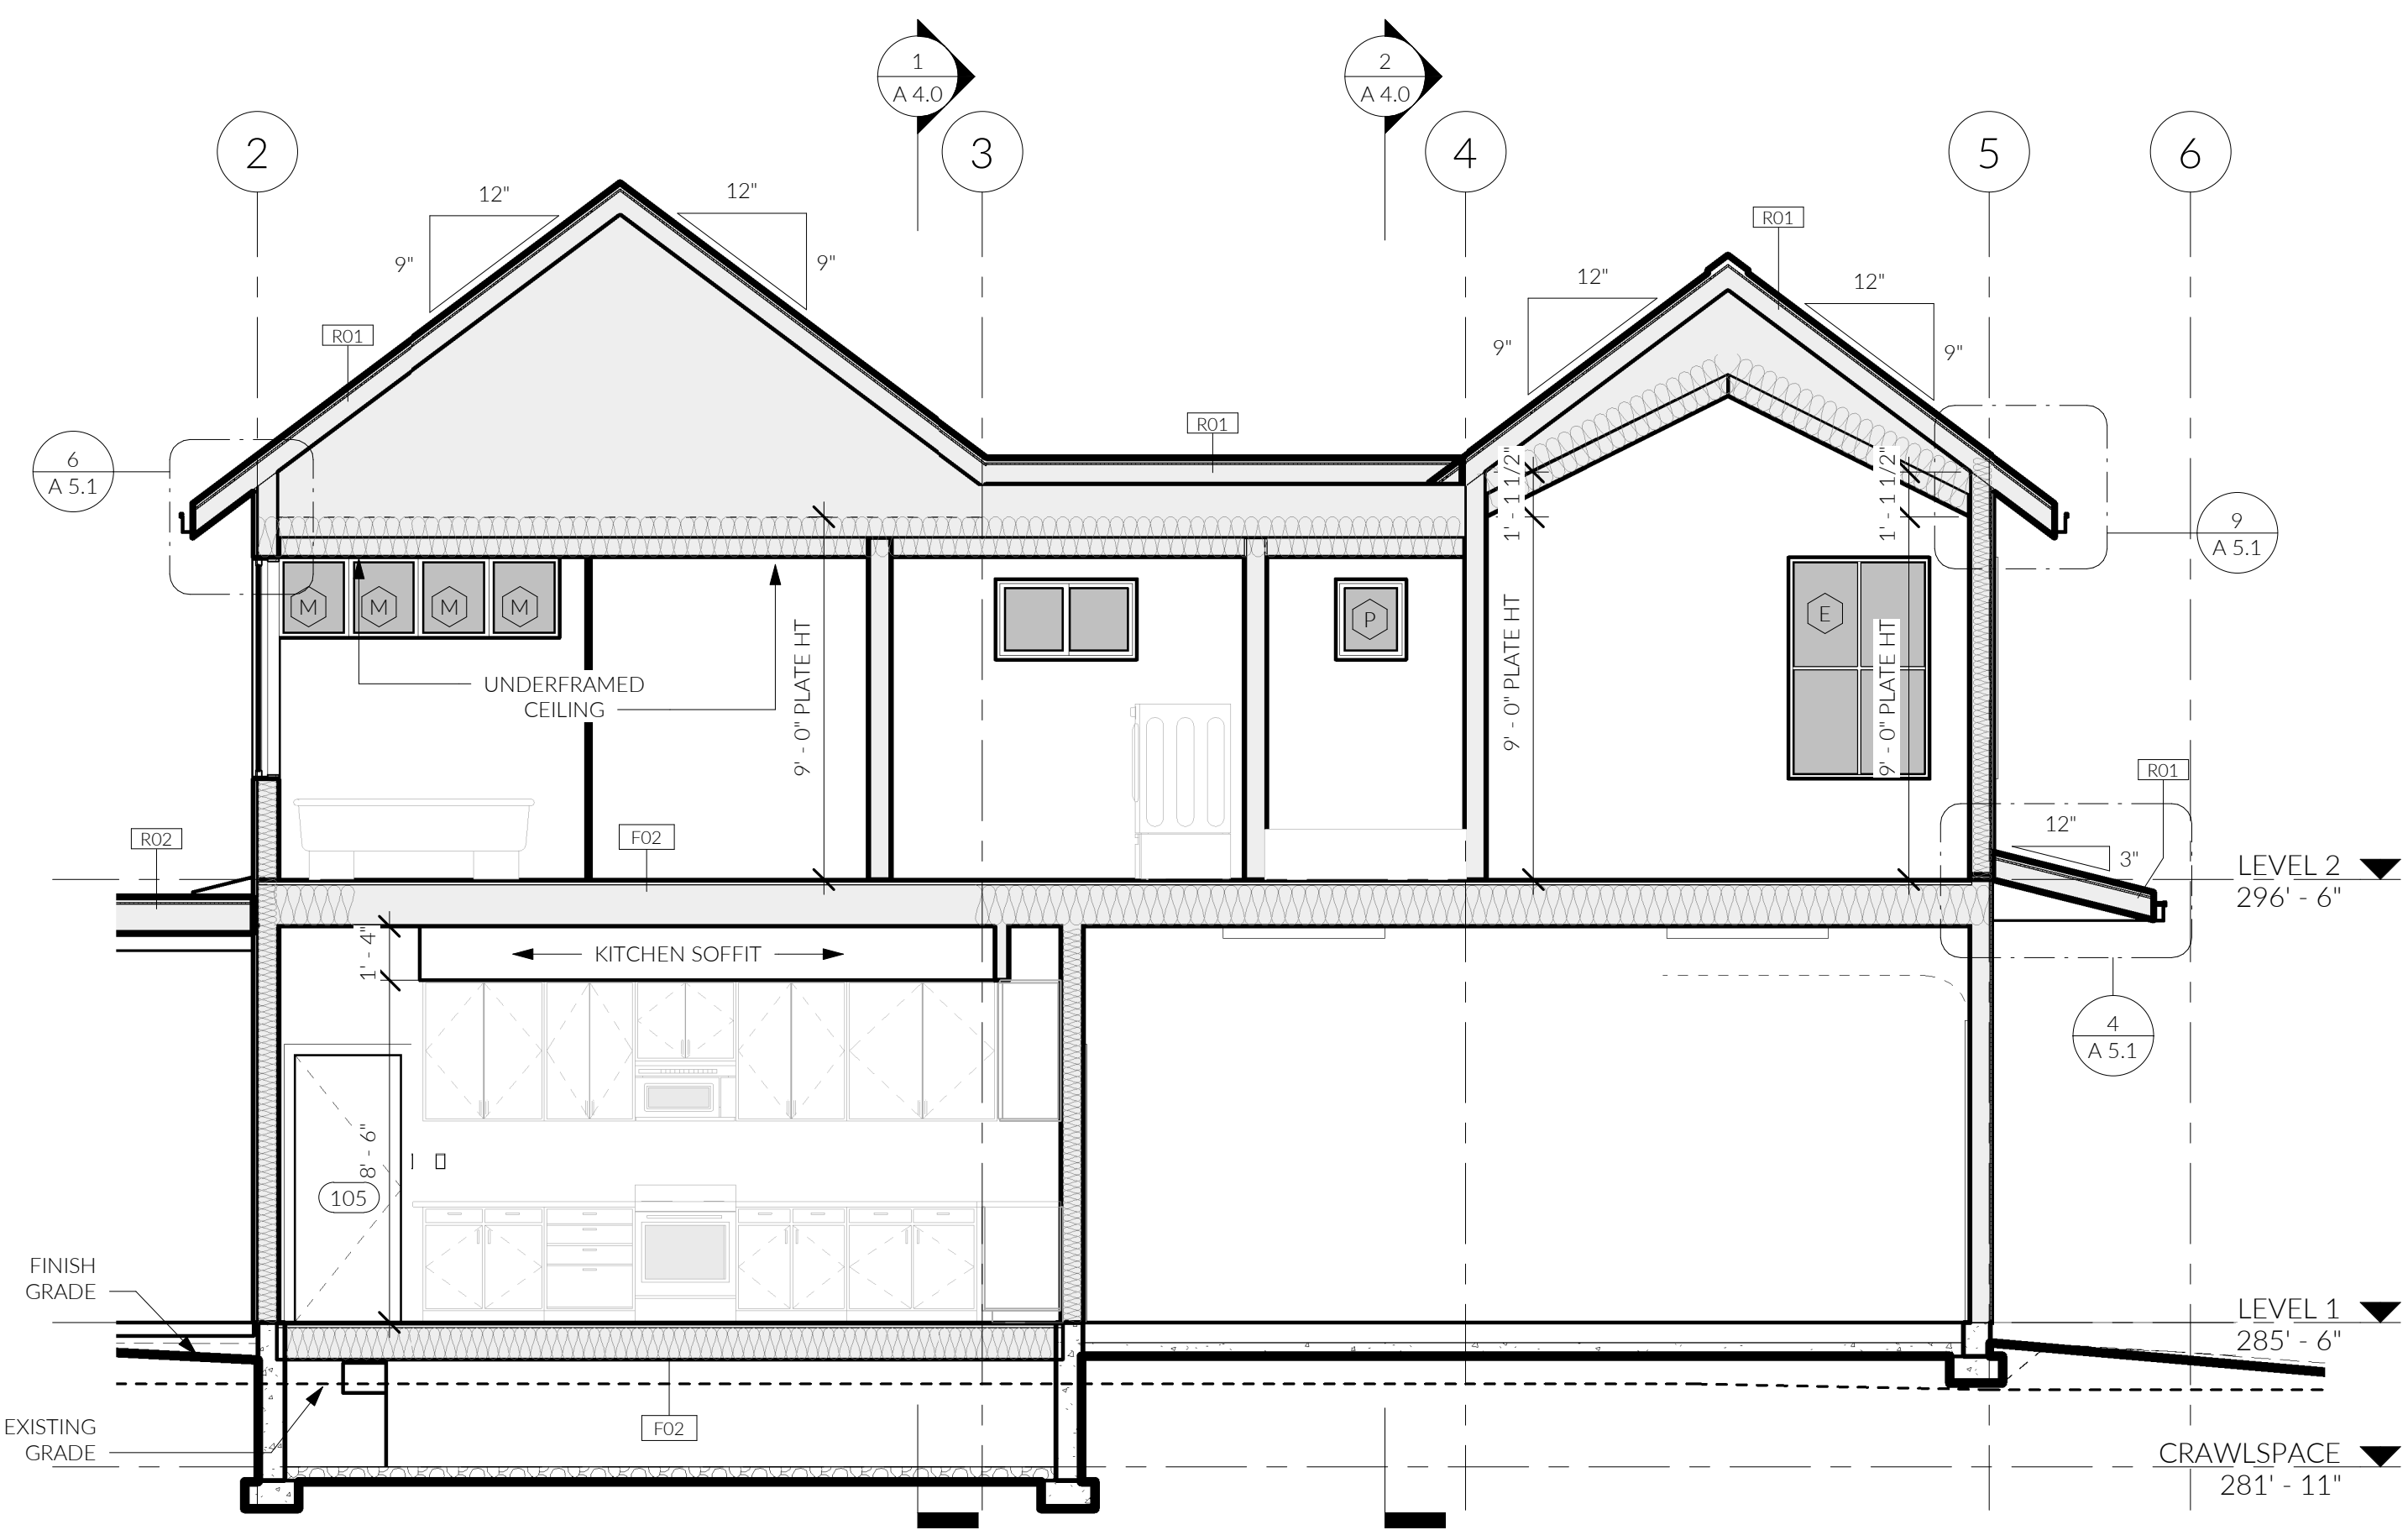 1
A 4.0
2
A 4.0
2
3
4
5
6
12"
12"
9"
9"
R01
R01
12"
12"
9"
9"
R01
R01
6
A 5.1
9
A 5.1
1' - 1 1/2"
1' - 1 1/2"
M
M
M
M
P
E
UNDERFRAMED
CEILING
9' - 0" PLATE HT
9' - 0" PLATE HT
9' - 0" PLATE HT
R01
12"
3"
R02
F02
LEVEL 2
296' - 6"
1' - 4"
KITCHEN SOFFIT
4
A 5.1
8' - 6"
105
FINISH
GRADE
LEVEL 1
285' - 6"
EXISTING
GRADE
F02
CRAWLSPACE
281' - 11"